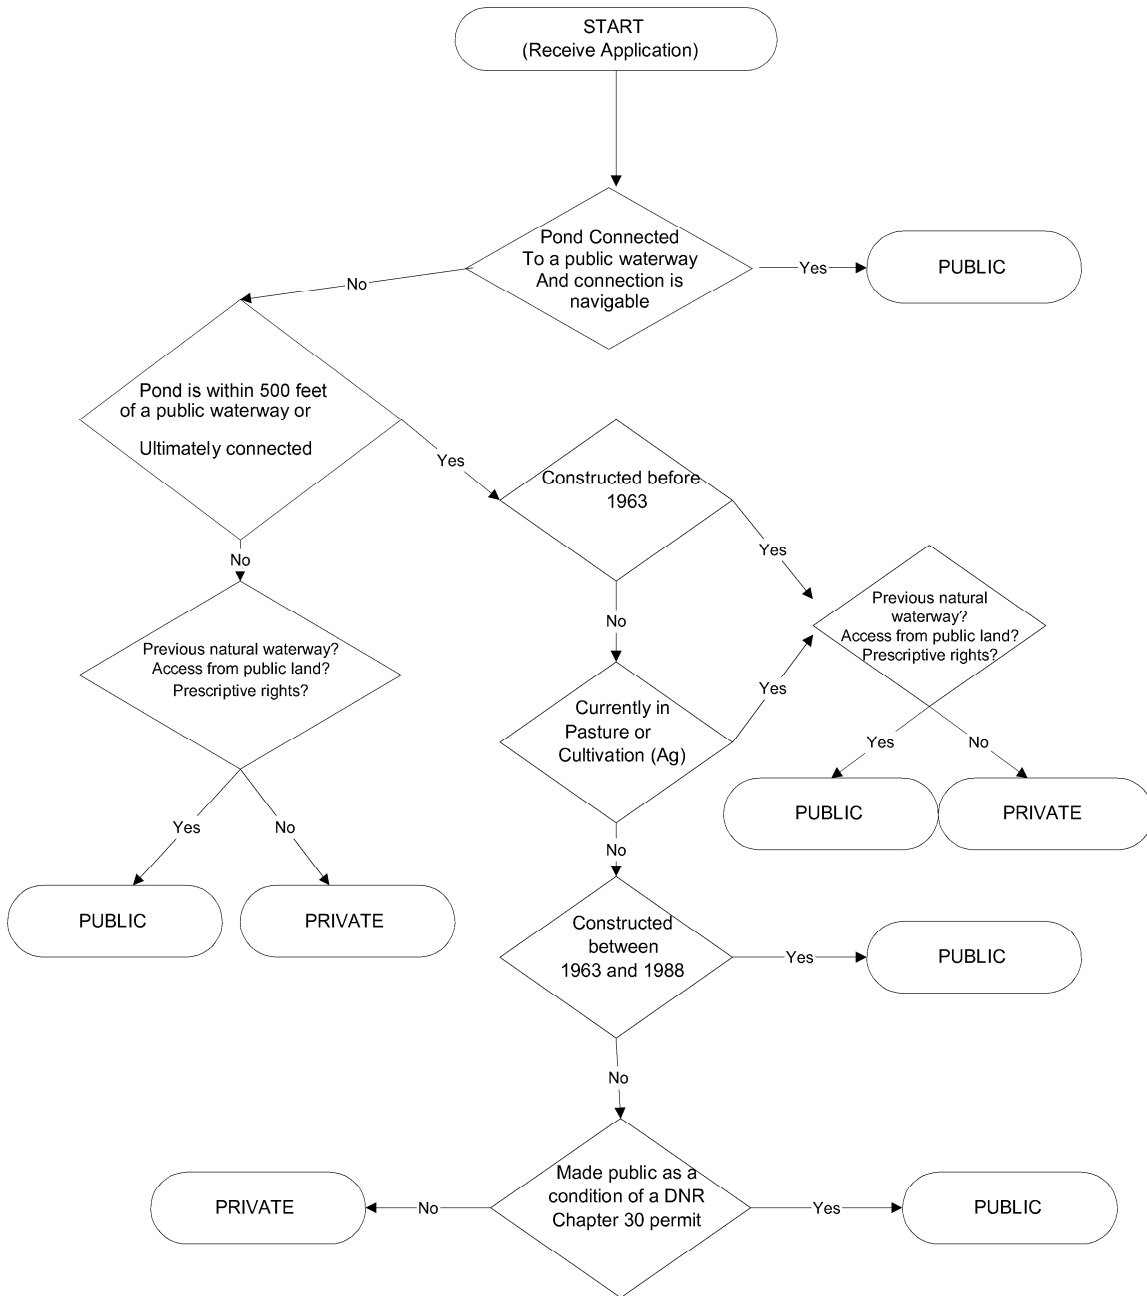 START
(Receive Application)
Pond Connected
To a public waterway
And connection is
navigable
Yes
PUBLIC
No
Pond is within 500 feet
of a public waterway or
Ultimately connected
Yes
Constructed before
1963
Yes
No
Previous natural waterway?
Access from public land?
Prescriptive rights?
No
Previous natural
waterway?
Access from public land?
Prescriptive rights?
Currently in
Pasture or
Cultivation (Ag)
Yes
Yes
No
PUBLIC
PRIVATE
Yes
No
PUBLIC
PRIVATE
No
Constructed
between
1963 and 1988
Yes
PUBLIC
No
Made public as a
condition of a DNR
Chapter 30 permit
No
PRIVATE
Yes
PUBLIC